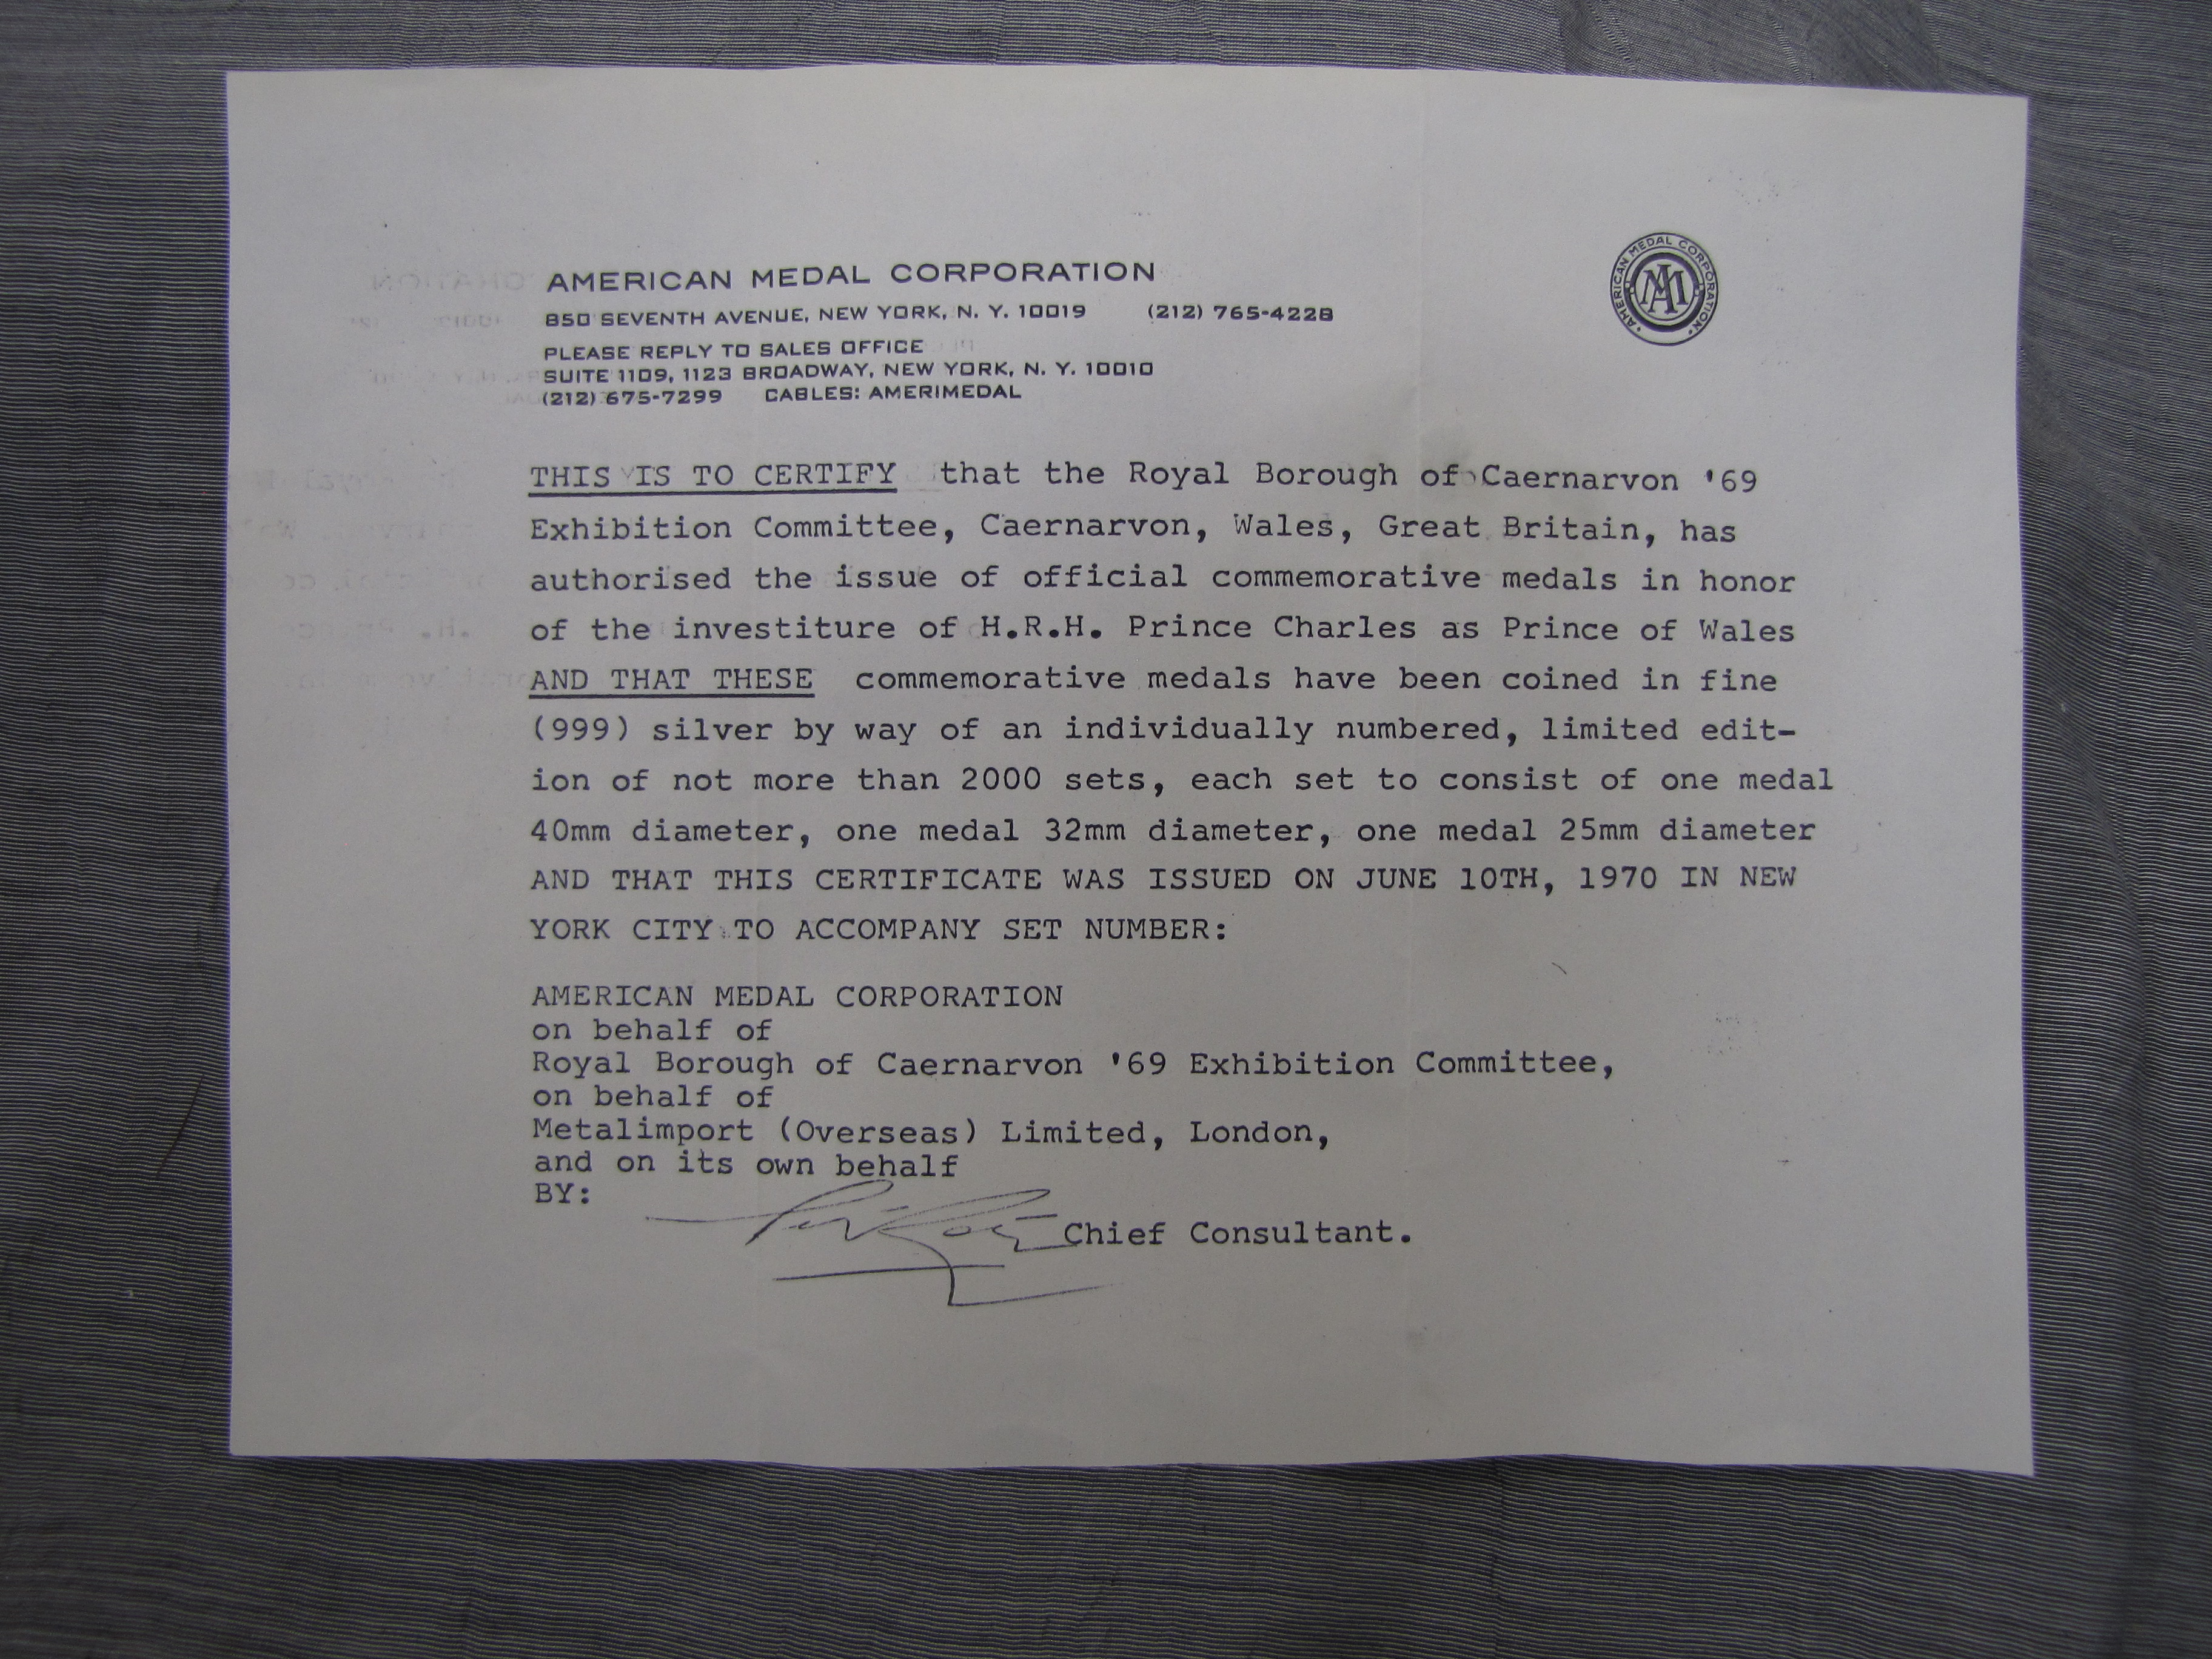 AMERICAN MEDAL CORPORATION
850 SEVENTH AVENUE, NEW YORK, N. Y. 10019 (212) 765-4228
PLEASE REPLY TO SALES OFFICE
SUITE 1109, 1123 BROADWAY, NEW YORK, N. Y. 10010
(212) 675-7299 CABLES: AMERIMEDAL
AMERICAN MEDAL CORPORATION
THIS IS TO CERTIFY that the Royal Borough of Caernarvon '69
Exhibition Committee, Caernarvon, Wales, Great Britain, has
authorised the issue of official commemorative medals in honor
of the investiture of H.R.H. Prince Charles as Prince of Wales
AND THAT THESE commemorative medals have been coined in fine
(999) silver by way of an individually numbered, limited edit-
ion of not more than 2000 sets, each set to consist of one medal
40mm diameter, one medal 32mm diameter, one medal 25mm diameter
AND THAT THIS CERTIFICATE WAS ISSUED ON JUNE 10TH, 1970 IN NEW
YORK CITY TO ACCOMPANY SET NUMBER:
AMERICAN MEDAL CORPORATION
on behalf of
Royal Borough of Caernarvon '69 Exhibition Committee,
on behalf of
Metalimport (Overseas) Limited, London,
and on its own behalf
BY:
Chief Consultant.